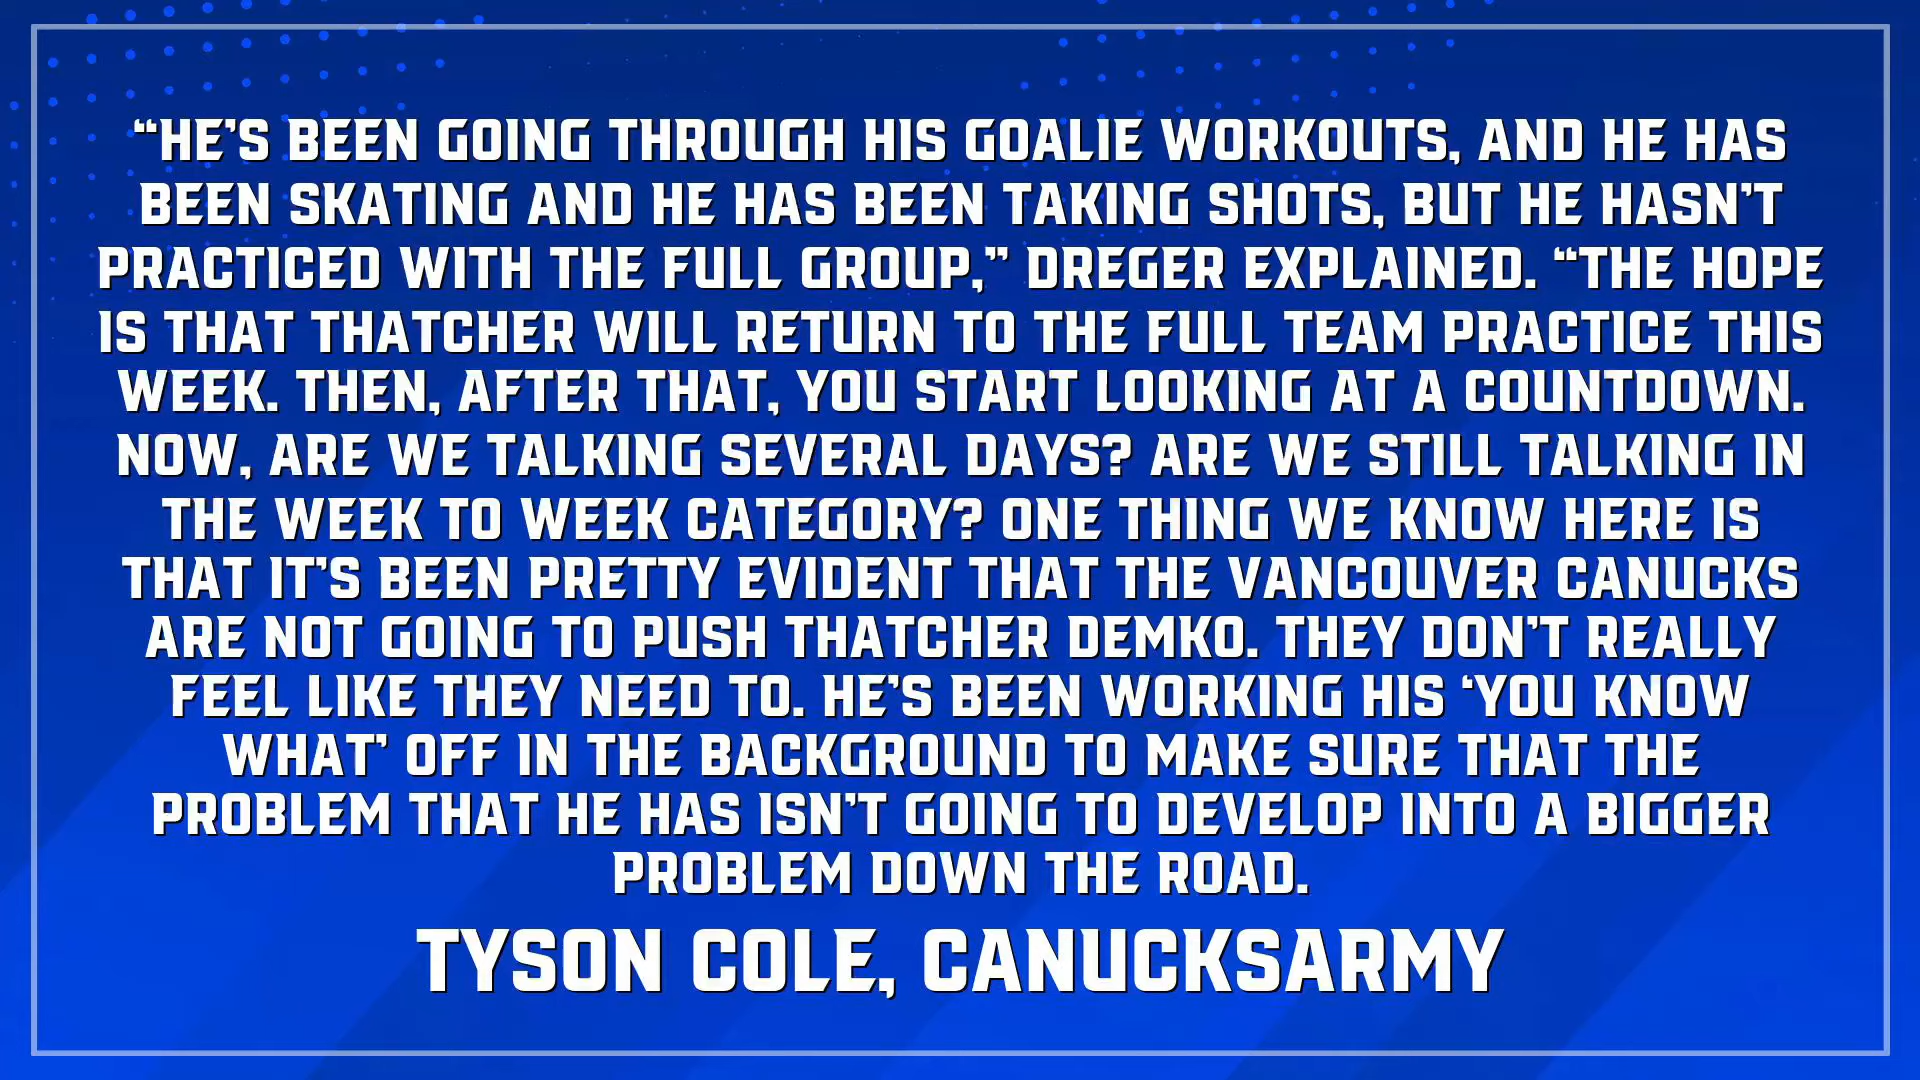 “HE’S BEEN GOING THROUGH HIS GOALIE WORKOUTS, AND HE HAS
BEEN SKATING AND HE HAS BEEN TAKING SHOTS, BUT HE HASN’T
PRACTICED WITH THE FULL GROUP,” DREGER EXPLAINED. “THE HOPE
IS THAT THATCHER WILL RETURN TO THE FULL TEAM PRACTICE THIS
WEEK. THEN, AFTER THAT, YOU START LOOKING AT A COUNTDOWN.
NOW, ARE WE TALKING SEVERAL DAYS? ARE WE STILL TALKING IN
THE WEEK TO WEEK CATEGORY? ONE THING WE KNOW HERE IS
THAT IT’S BEEN PRETTY EVIDENT THAT THE VANCOUVER CANUCKS
ARE NOT GOING TO PUSH THATCHER DEMKO. THEY DON’T REALLY
FEEL LIKE THEY NEED TO. HE’S BEEN WORKING HIS ‘YOU KNOW
WHAT’ OFF IN THE BACKGROUND TO MAKE SURE THAT THE
PROBLEM THAT HE HAS ISN’T GOING TO DEVELOP INTO A BIGGER
PROBLEM DOWN THE ROAD.
TYSON COLE, CANUCKSARMY